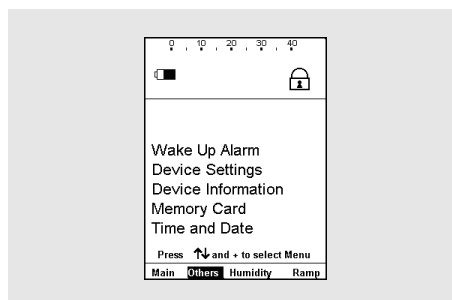 0 10 20 30 40
Wake Up Alarm
Device Settings
Device Information
Memory Card
Time and Date
Press ↑↓ and + to select Menu
Main Others Humidity Ramp